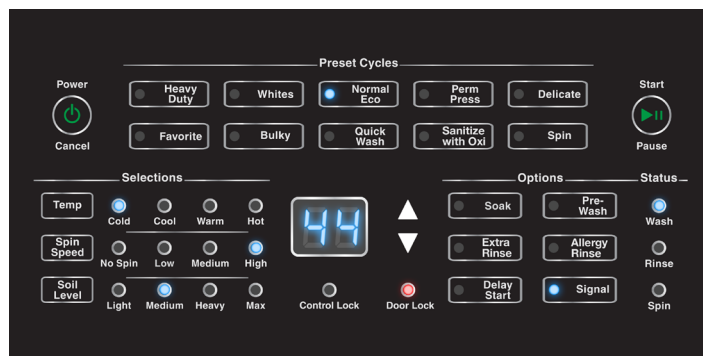 Preset Cycles
Power
Cancel
Heavy
Duty
Whites
Normal
Eco
Perm
Press
Delicate
Favorite
Bulky
Quick
Wash
Sanitize
with Oxi
Spin
Start
Pause
Selections
Temp
Cold
Cool
Warm
Hot
Spin
Speed
No Spin
Low
Medium
High
Soil
Level
Light
Medium
Heavy
Max
44
Control Lock
Door Lock
Options
Soak
Pre-
Wash
Extra
Rinse
Allergy
Rinse
Delay
Start
Signal
Status
Wash
Rinse
Spin